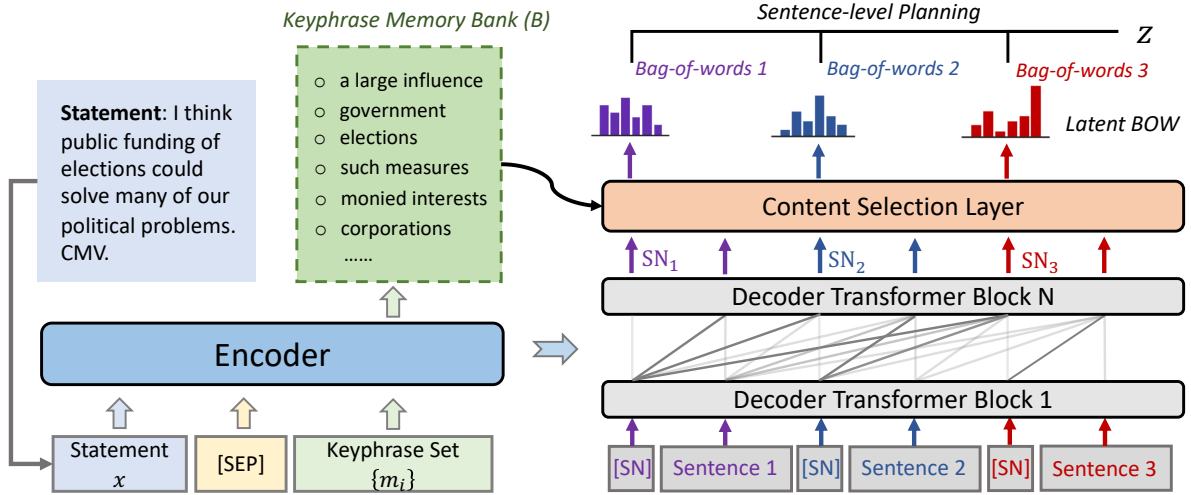 Keyphrase Memory Bank (B)
Sentence-level Planning
Z
Statement: I think
public funding of
elections could
solve many of our
political problems.
CMV.
○ a large influence
○ government
○ elections
○ such measures
○ monied interests
○ corporations
......
Bag-of-words 1
Bag-of-words 2
Bag-of-words 3
Latent BOW
Content Selection Layer
SN₁
SN₂
SN₃
Decoder Transformer Block N
Encoder
Decoder Transformer Block 1
Statement
x
[SEP]
Keyphrase Set
{mᵢ}
[SN]
Sentence 1
[SN]
Sentence 2
[SN]
Sentence 3